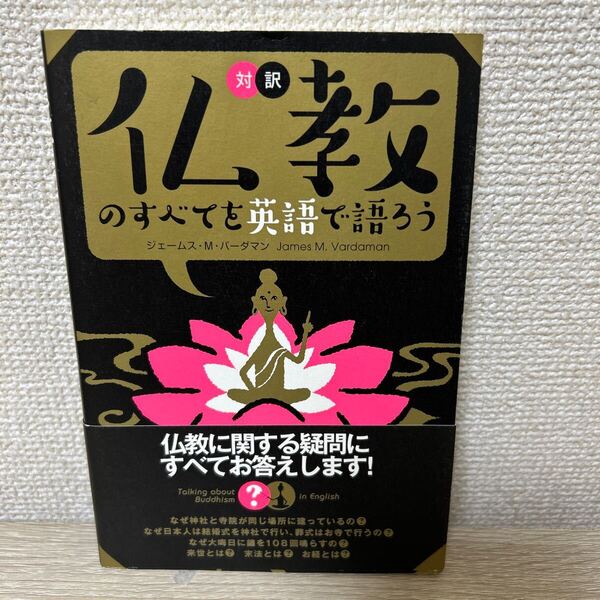 対訳
仏教
のすべてを英語で語ろう
ジェームス・M・バーダマン James M. Vardaman
仏教に関する疑問に
すべてお答えします!
Talking about Buddhism ? in English
なぜ神社と寺院が同じ場所に建っているの?
なぜ日本人は結婚式を神社で行い、葬式はお寺で行うの?
なぜ大晦日に鐘を108回鳴らすの?
来世とは? 末法とは? お経とは?